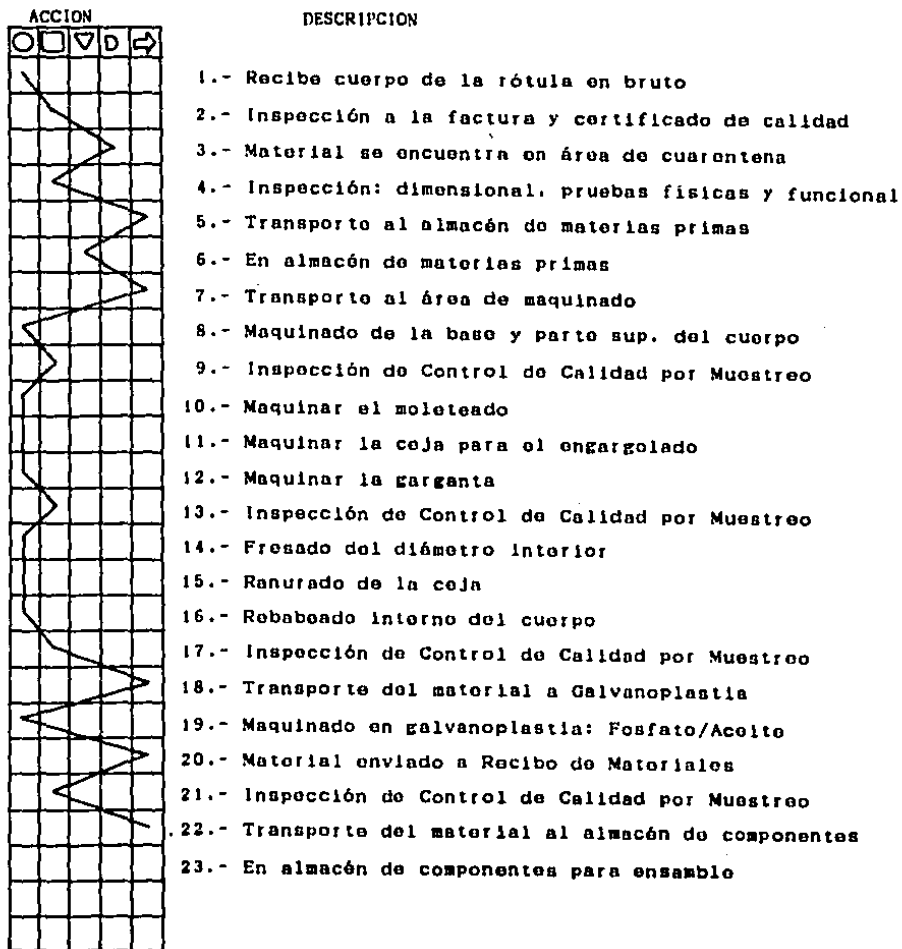 ACCION DESCRIPCION
D
1.- Recibe cuerpo de la rótula en bruto
2.- Inspección a la factura y certificado de calidad
3.- Material se encuentra en área de cuarentena
4.- Inspección: dimensional, pruebas físicas y funcional
5.- Transporte al almacén de materias primas
6.- En almacén de materias primas
7.- Transporte al área de maquinado
8.- Maquinado de la base y parte sup. del cuerpo
9.- Inspección de Control de Calidad por Muestreo
10.- Maquinar el moleteado
11.- Maquinar la ceja para el engargolado
12.- Maquinar la garganta
13.- Inspección de Control de Calidad por Muestreo
14.- Fresado del diámetro interior
15.- Ranurado de la ceja
16.- Rebabeado interno del cuerpo
17.- Inspección de Control de Calidad por Muestreo
18.- Transporte del material a Galvanoplastia
19.- Maquinado en galvanoplastia: Fosfato/Aceite
20.- Material enviado a Recibo de Materiales
21.- Inspección de Control de Calidad por Muestreo
22.- Transporte del material al almacén de componentes
23.- En almacén de componentes para ensamble